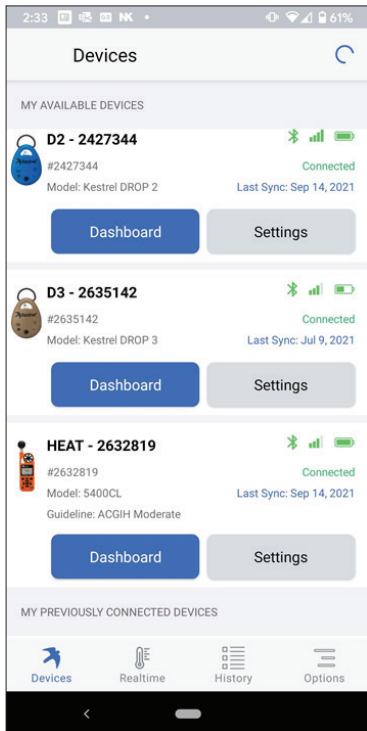 2:33 NK 61%
Devices
MY AVAILABLE DEVICES
D2 - 2427344
#2427344 Connected
Model: Kestrel DROP 2 Last Sync: Sep 14, 2021
Dashboard Settings
D3 - 2635142
#2635142 Connected
Model: Kestrel DROP 3 Last Sync: Jul 9, 2021
Dashboard Settings
HEAT - 2632819
#2632819 Connected
Model: 5400CL Last Sync: Sep 14, 2021
Guideline: ACGIH Moderate
Dashboard Settings
MY PREVIOUSLY CONNECTED DEVICES
Devices Realtime History Options